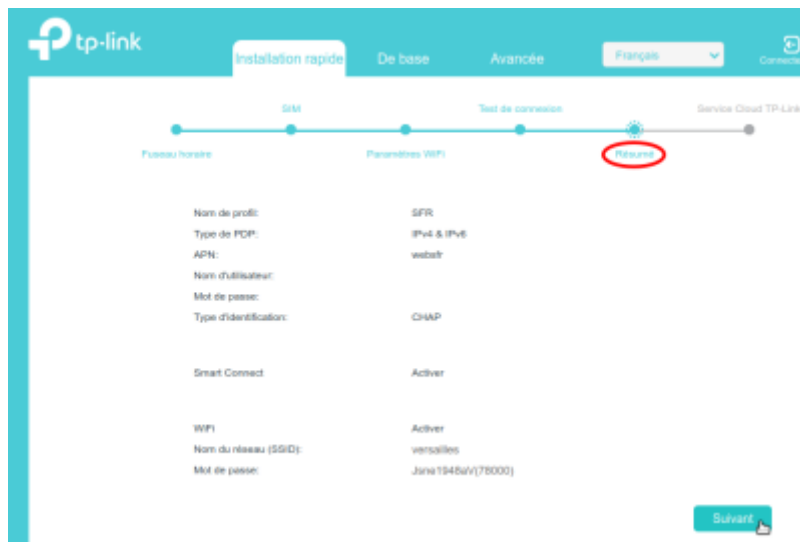 tp-link
Installation rapide De base Avancée Français
SIM Test de connexion Service Cloud TP-Link
Fuseau horaire Paramètres WiFi Résumé
Nom de profil: SFR
Type de PDP: IPv4 & IPv6
APN: websfr
Nom d'utilisateur:
Mot de passe:
Type d'identification: CHAP
Smart Connect Activer
WiFi Activer
Nom du réseau (SSID): versailles
Mot de passe:
Suivant